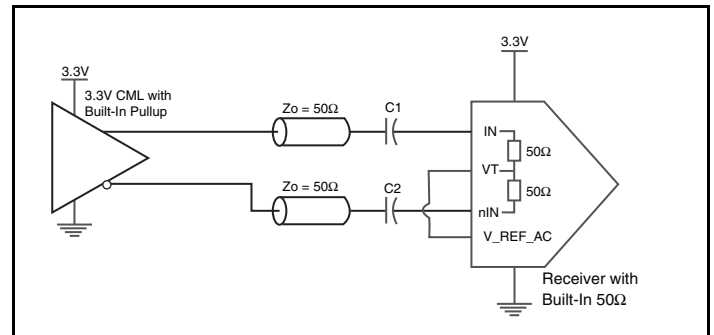 3.3V
3.3V
3.3V CML with
Built-In Pullup
Zo = 50Ω
C1
IN
50Ω
VT
Zo = 50Ω
C2
50Ω
nIN
V_REF_AC
Receiver with
Built-In 50Ω